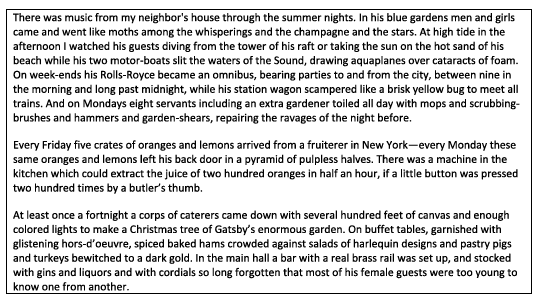 There was music from my neighbor's house through the summer nights. In his blue gardens men and girls
came and went like moths among the whisperings and the champagne and the stars. At high tide in the
afternoon I watched his guests diving from the tower of his raft or taking the sun on the hot sand of his
beach while his two motor-boats slit the waters of the Sound, drawing aquaplanes over cataracts of foam.
On week-ends his Rolls-Royce became an omnibus, bearing parties to and from the city, between nine in
the morning and long past midnight, while his station wagon scampered like a brisk yellow bug to meet all
trains. And on Mondays eight servants including an extra gardener toiled all day with mops and scrubbing-
brushes and hammers and garden-shears, repairing the ravages of the night before.

Every Friday five crates of oranges and lemons arrived from a fruiterer in New York—every Monday these
same oranges and lemons left his back door in a pyramid of pulpless halves. There was a machine in the
kitchen which could extract the juice of two hundred oranges in half an hour, if a little button was pressed
two hundred times by a butler's thumb.

At least once a fortnight a corps of caterers came down with several hundred feet of canvas and enough
colored lights to make a Christmas tree of Gatsby's enormous garden. On buffet tables, garnished with
glistening hors-d'oeuvre, spiced baked hams crowded against salads of harlequin designs and pastry pigs
and turkeys bewitched to a dark gold. In the main hall a bar with a real brass rail was set up, and stocked
with gins and liquors and with cordials so long forgotten that most of his female guests were too young to
know one from another.